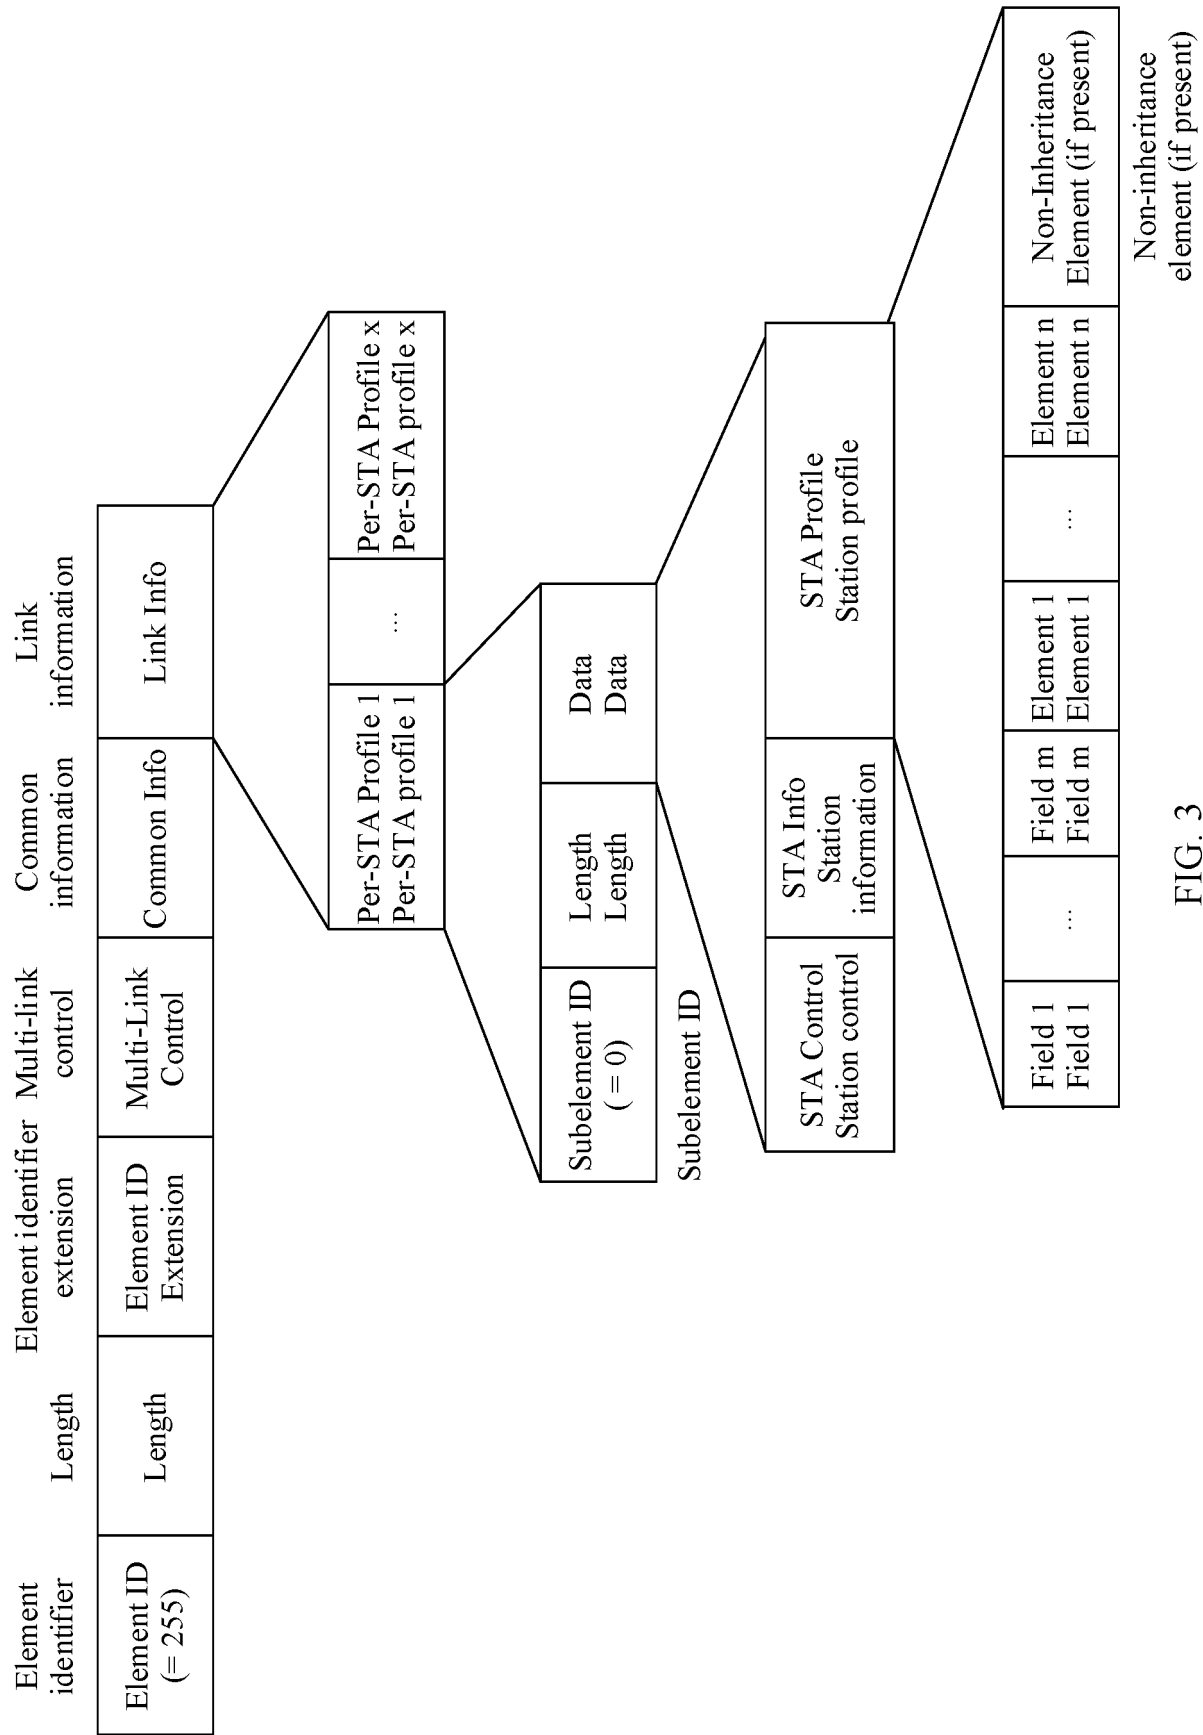 Element
identifier
Length
Element identifier
extension
Multi-link
control
Common
information
Link
information
Element ID
(= 255)
Length
Element ID
Extension
Multi-Link
Control
Common Info
Link Info
Per-STA Profile 1
Per-STA profile 1
...
Per-STA Profile x
Per-STA profile x
Subelement ID
( = 0)
Length
Length
Data
Data
Subelement ID
STA Control
Station control
STA Info
Station
information
STA Profile
Station profile
Field 1
Field 1
...
Field m
Field m
Element 1
Element 1
...
Element n
Element n
Non-Inheritance
Element (if present)
Non-inheritance
element (if present)
FIG. 3